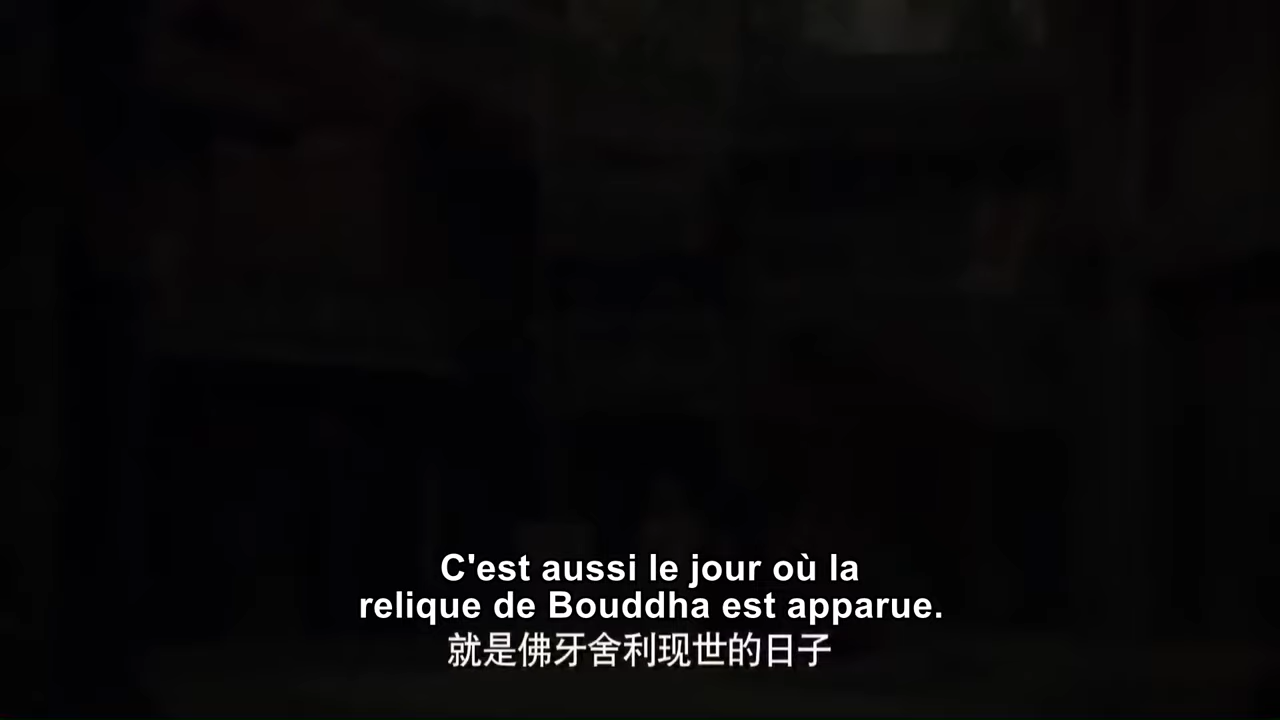 C'est aussi le jour où la
relique de Bouddha est apparue.
就是佛牙舍利现世的日子